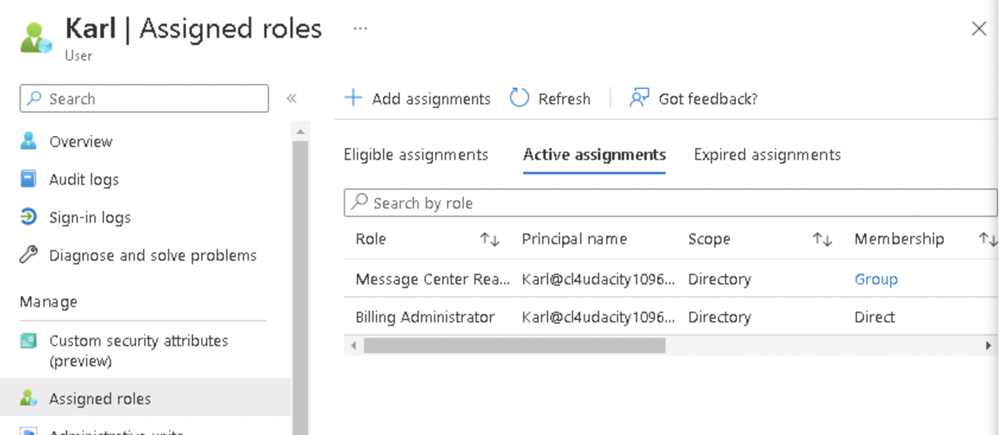 Karl | Assigned roles ...
User
Search
Overview
Audit logs
Sign-in logs
Diagnose and solve problems
Manage
Custom security attributes
(preview)
Assigned roles
Administrative units
Add assignments Refresh Got feedback?
Eligible assignments Active assignments Expired assignments
Search by role
Role Principal name Scope Membership
Message Center Rea... Karl@cl4udacity1096... Directory Group
Billing Administrator Karl@cl4udacity1096... Directory Direct